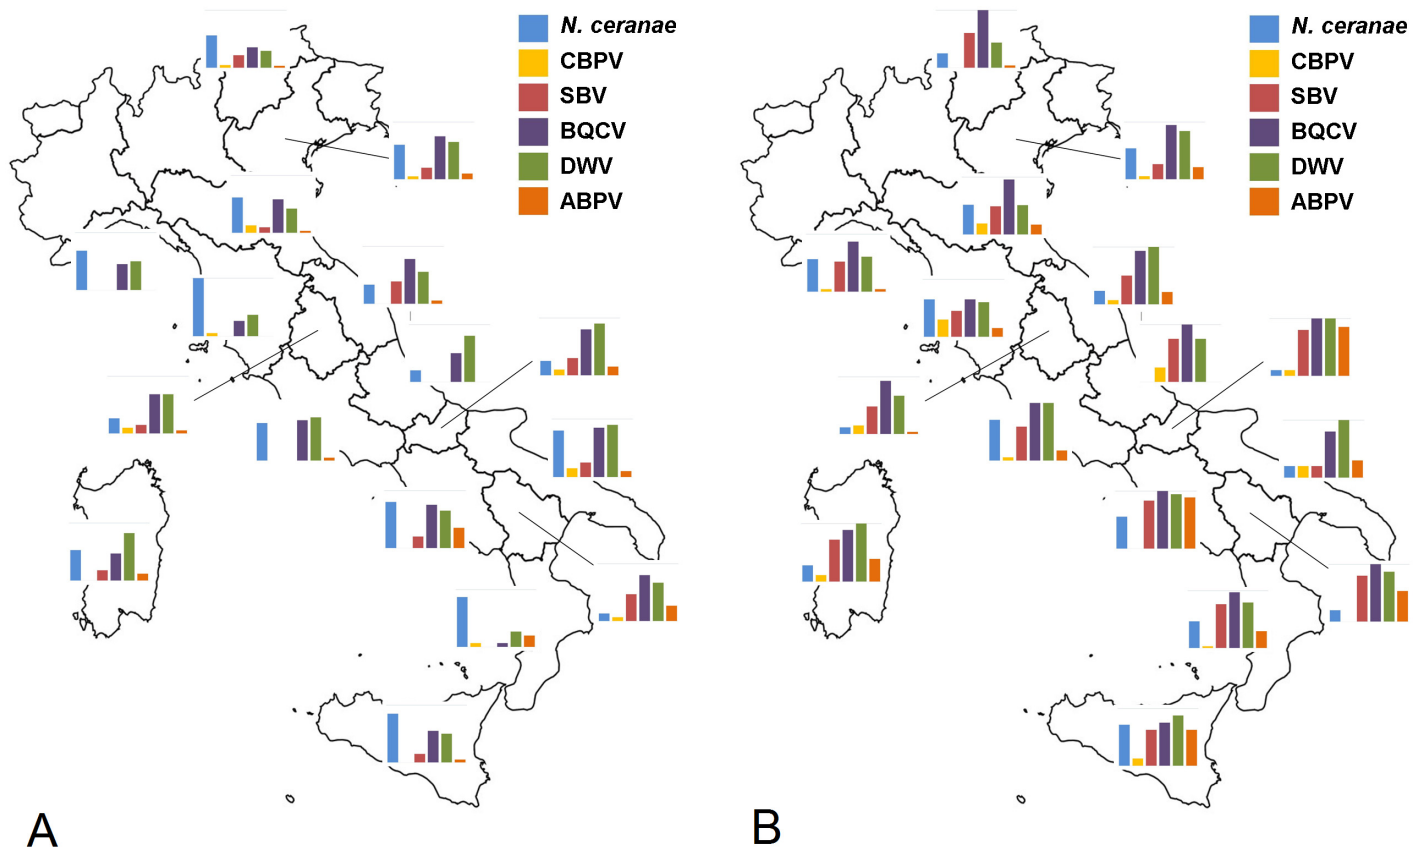 N. ceranae
CBPV
SBV
BQCV
DWV
ABPV
A
N. ceranae
CBPV
SBV
BQCV
DWV
ABPV
B